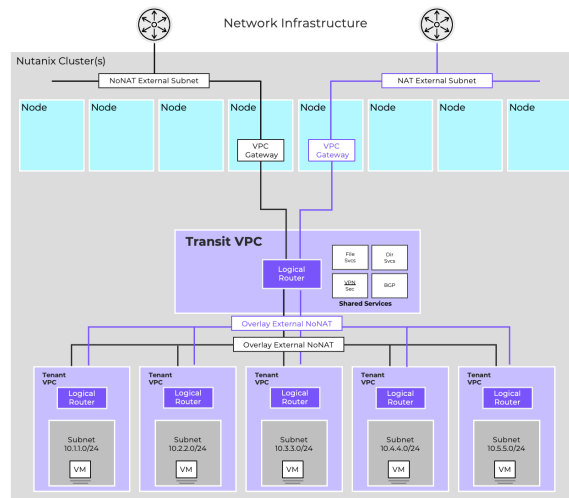 Network Infrastructure
Nutanix Cluster(s)
NoNAT External Subnet
NAT External Subnet
Node
Node
Node
Node
Node
Node
Node
Node
VPC
Gateway
VPC
Gateway
Transit VPC
Logical
Router
File
Svcs
Dir
Svcs
VPN
Sec
BGP
Shared Services
Overlay External NoNAT
Overlay External NoNAT
Tenant
VPC
Logical
Router
Subnet
10.1.1.0/24
VM
Tenant
VPC
Logical
Router
Subnet
10.2.2.0/24
VM
Tenant
VPC
Logical
Router
Subnet
10.3.3.0/24
VM
Tenant
VPC
Logical
Router
Subnet
10.4.4.0/24
VM
Tenant
VPC
Logical
Router
Subnet
10.5.5.0/24
VM